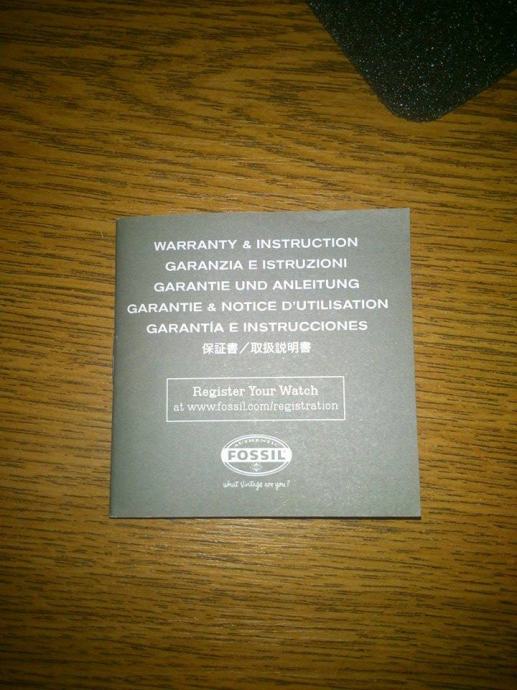 WARRANTY & INSTRUCTION
GARANZIA E ISTRUZIONI
GARANTIE UND ANLEITUNG
GARANTIE & NOTICE D'UTILISATION
GARANTÍA E INSTRUCCIONES
保証書／取扱説明書
Register Your Watch
at www.fossil.com/registration
AUTHENTIC
FOSSIL
what vintage are you?